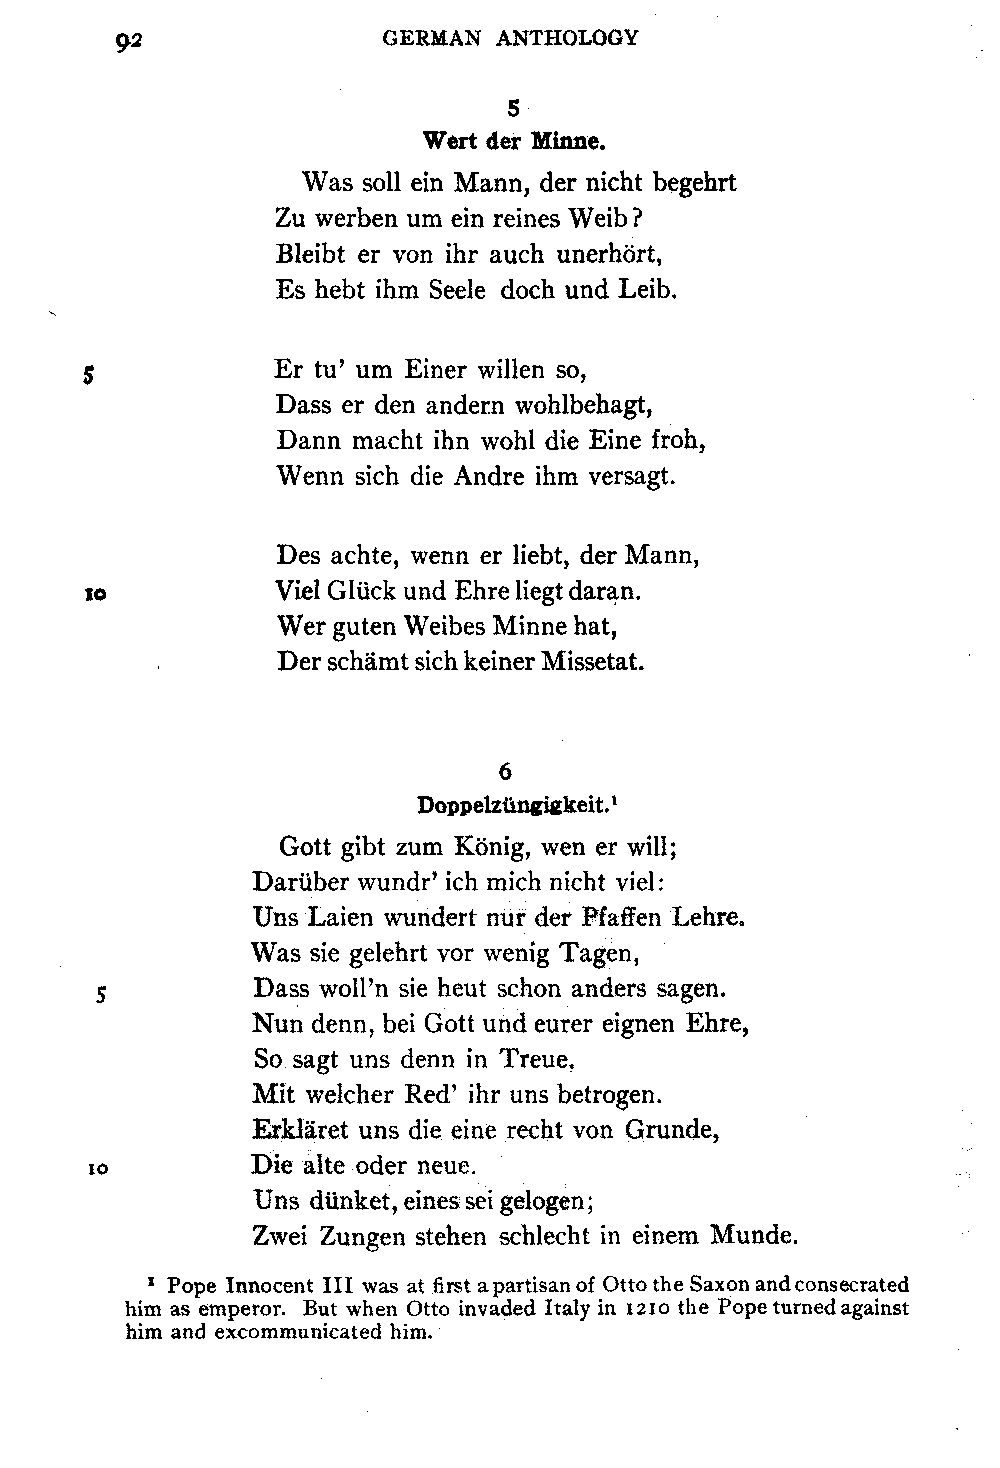 92 GERMAN ANTHOLOGY
5
Wert der Minne.
Was soll ein Mann, der nicht begehrt
Zu werben um ein reines Weib?
Bleibt er von ihr auch unerhört,
Es hebt ihm Seele doch und Leib.
5 Er tu' um Einer willen so,
Dass er den andern wohlbehagt,
Dann macht ihn wohl die Eine froh,
Wenn sich die Andre ihm versagt.
Des achte, wenn er liebt, der Mann,
10 Viel Glück und Ehre liegt daran.
Wer guten Weibes Minne hat,
Der schämt sich keiner Missetat.
6
Doppelzüngigkeit.¹
Gott gibt zum König, wen er will;
Darüber wundr' ich mich nicht viel:
Uns Laien wundert nur der Pfaffen Lehre.
Was sie gelehrt vor wenig Tagen,
5 Dass woll'n sie heut schon anders sagen.
Nun denn, bei Gott und eurer eignen Ehre,
So sagt uns denn in Treue,
Mit welcher Red' ihr uns betrogen.
Erkläret uns die eine recht von Grunde,
10 Die alte oder neue.
Uns dünket, eines sei gelogen;
Zwei Zungen stehen schlecht in einem Munde.
¹ Pope Innocent III was at first a partisan of Otto the Saxon and consecrated
him as emperor. But when Otto invaded Italy in 1210 the Pope turned against
him and excommunicated him.